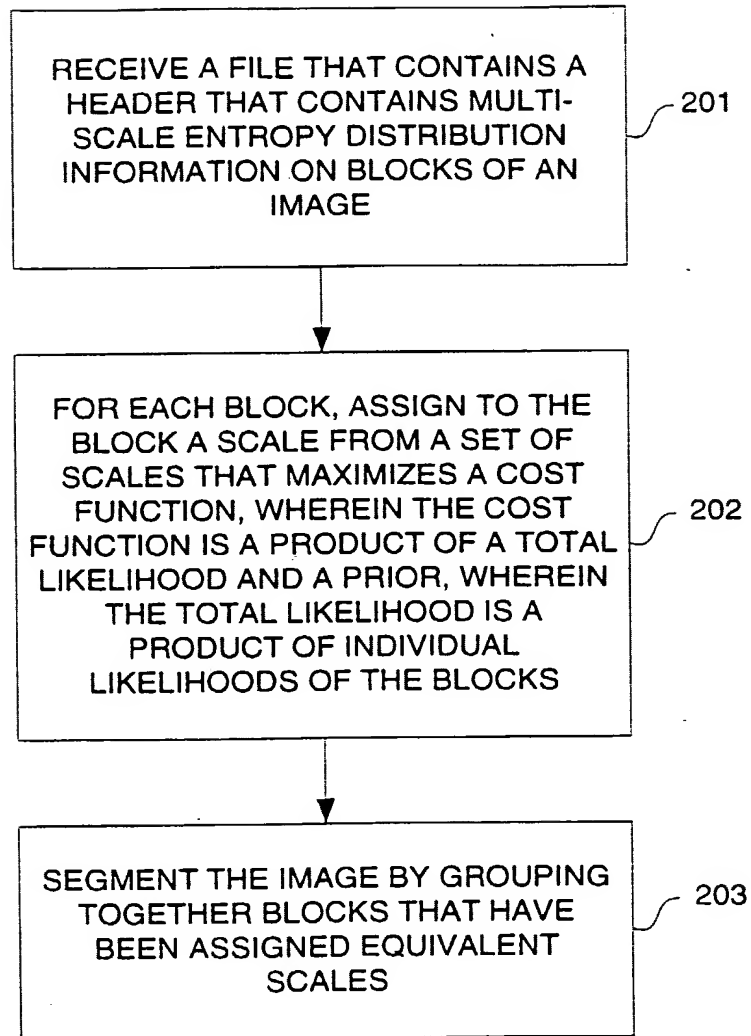 RECEIVE A FILE THAT CONTAINS A
HEADER THAT CONTAINS MULTI-
SCALE ENTROPY DISTRIBUTION
INFORMATION ON BLOCKS OF AN
IMAGE
201
FOR EACH BLOCK, ASSIGN TO THE
BLOCK A SCALE FROM A SET OF
SCALES THAT MAXIMIZES A COST
FUNCTION, WHEREIN THE COST
FUNCTION IS A PRODUCT OF A TOTAL
LIKELIHOOD AND A PRIOR, WHEREIN
THE TOTAL LIKELIHOOD IS A
PRODUCT OF INDIVIDUAL
LIKELIHOODS OF THE BLOCKS
202
SEGMENT THE IMAGE BY GROUPING
TOGETHER BLOCKS THAT HAVE
BEEN ASSIGNED EQUIVALENT
SCALES
203